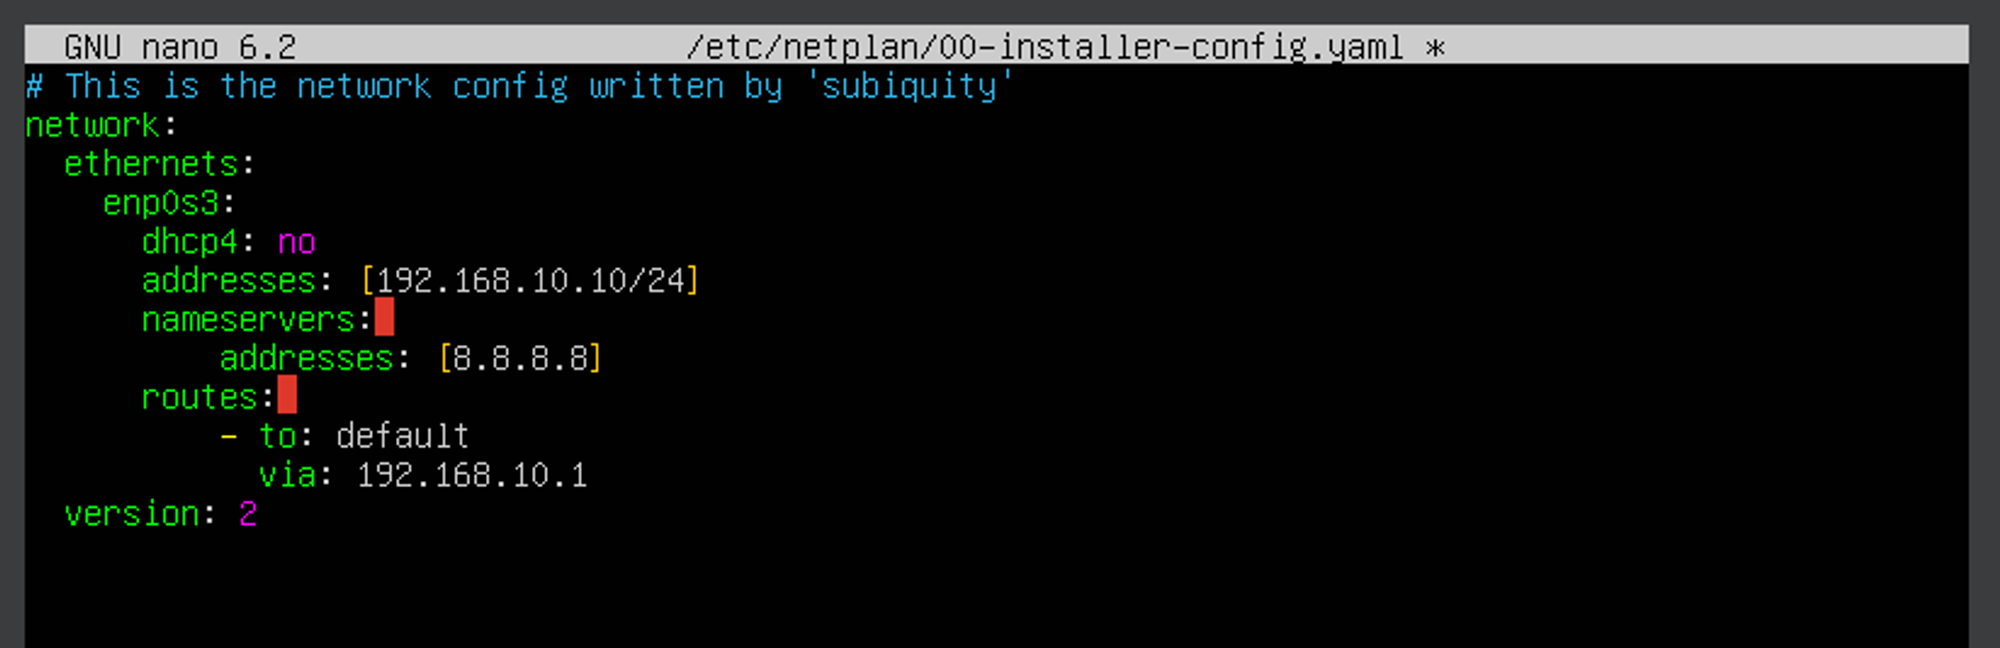 GNU nano 6.2 /etc/netplan/00-installer-config.yaml *
# This is the network config written by 'subiquity'
network:
  ethernets:
    enp0s3:
      dhcp4: no
      addresses: [192.168.10.10/24]
      nameservers:
          addresses: [8.8.8.8]
      routes:
          - to: default
            via: 192.168.10.1
  version: 2